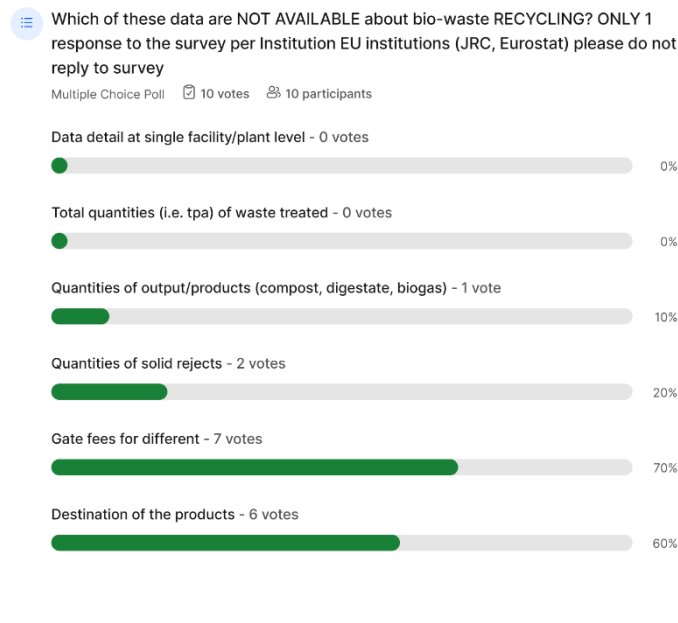 Which of these data are NOT AVAILABLE about bio-waste RECYCLING? ONLY 1
response to the survey per Institution EU institutions (JRC, Eurostat) please do not
reply to survey
Multiple Choice Poll 10 votes 10 participants
Data detail at single facility/plant level - 0 votes
0%
Total quantities (i.e. tpa) of waste treated - 0 votes
0%
Quantities of output/products (compost, digestate, biogas) - 1 vote
10%
Quantities of solid rejects - 2 votes
20%
Gate fees for different - 7 votes
70%
Destination of the products - 6 votes
60%